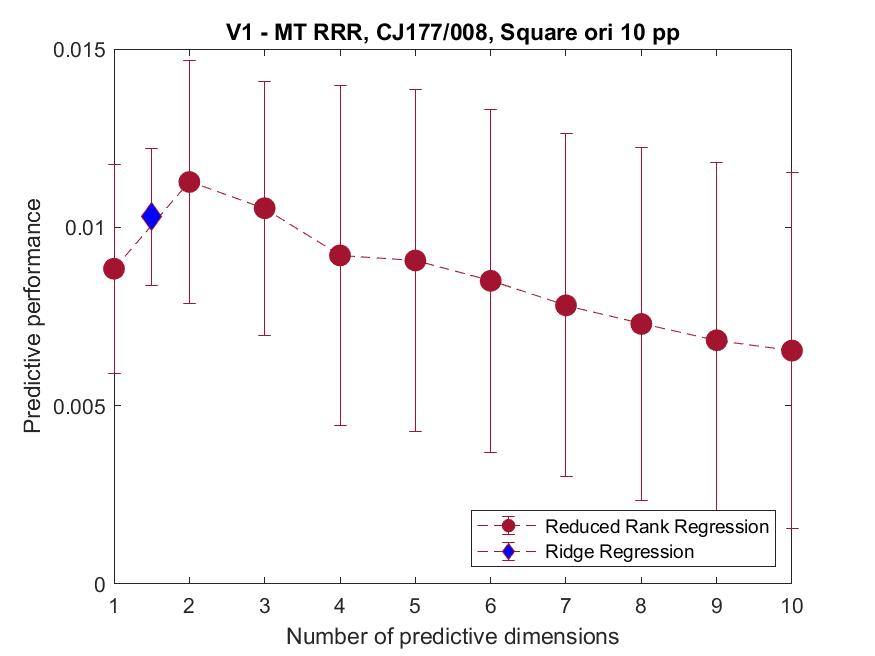 V1 - MT RRR, CJ177/008, Square ori 10 pp
0.015
0.01
0.005
0
Predictive performance
1 2 3 4 5 6 7 8 9 10
Number of predictive dimensions
Reduced Rank Regression
Ridge Regression